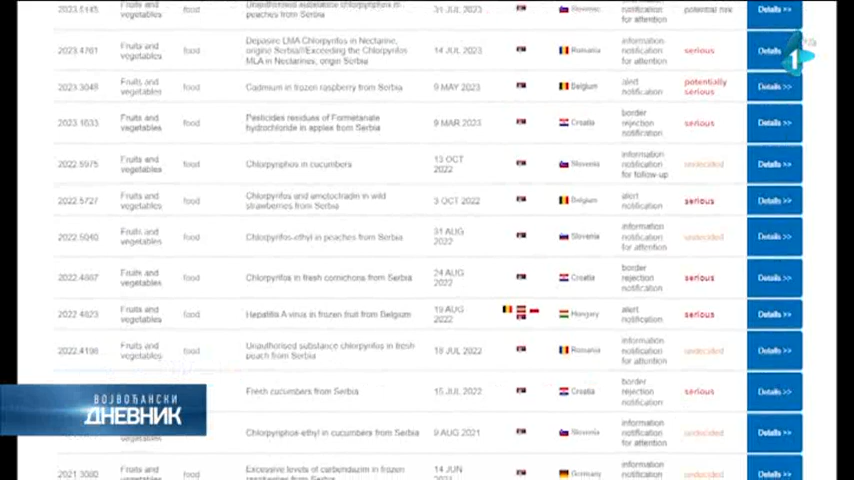 2023.5145 vegetables food Unauthorised substance chlorpyriphos in peaches from Serbia 31 JUL 2023 Slovenia notification for attention potential risk Details
2023.4761 Fruits and vegetables food Depasire LMA Chlorpyrifos in Nectarine, origine Serbia//Exceeding the Chlorpyrifos MLA in Nectarines, origin Serbia 14 JUL 2023 Romania information notification for attention serious Details
2023.3048 Fruits and vegetables food Cadmium in frozen raspberry from Serbia 9 MAY 2023 Belgium alert notification potentially serious Details >>
2023.1633 Fruits and vegetables food Pesticides residues of Formetanate hydrochloride in apples from Serbia 9 MAR 2023 Croatia border rejection notification serious Details >>
2022.5975 Fruits and vegetables food Chlorpyriphos in cucumbers 13 OCT 2022 Slovenia information notification for follow-up undecided Details >>
2022.5727 Fruits and vegetables food Chlorpyrifos and ametoctradin in wild strawberries from Serbia 3 OCT 2022 Belgium alert notification serious Details >>
2022.5040 Fruits and vegetables food Chlorpyrifos-ethyl in peaches from Serbia 31 AUG 2022 Slovenia information notification for attention undecided Details >>
2022.4887 Fruits and vegetables food Chlorpyrifos in fresh cornichons from Serbia 24 AUG 2022 Croatia border rejection notification serious Details >>
2022.4823 Fruits and vegetables food Hepatitis A virus in frozen fruit from Belgium 19 AUG 2022 Hungary alert notification serious Details >>
2022.4198 Fruits and vegetables food Unauthorised substance chlorpyrifos in fresh peach from Serbia 18 JUL 2022 Romania information notification for attention undecided Details >>
Fresh cucumbers from Serbia 15 JUL 2022 Croatia border rejection notification serious Details >>
vegetables Chlorpyriphos-ethyl in cucumbers from Serbia 9 AUG 2021 Slovenia information notification for attention undecided Details >>
2021.3080 Fruits and vegetables food Excessive levels of carbendazim in frozen raspberries from Serbia 14 JUN 2021 Germany information notification undecided Details >>
1
ВОЈВОЂАНСКИ
ДНЕВНИК